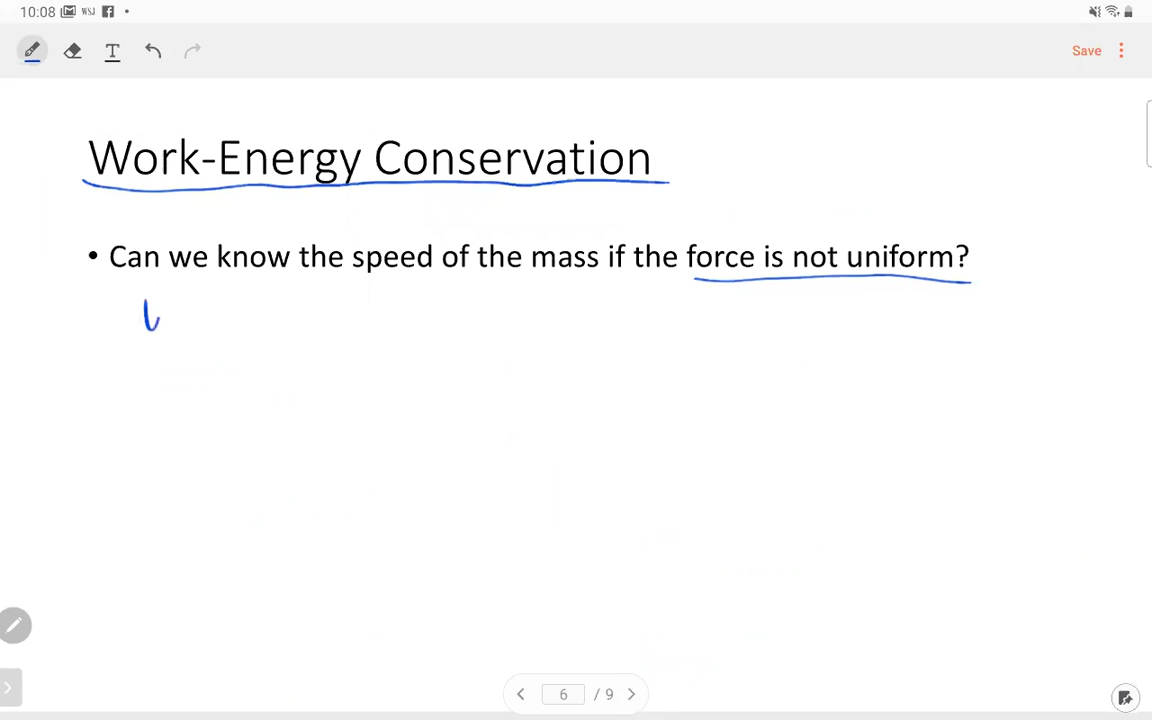 10:08 WSJ
T Save
Work-Energy Conservation
• Can we know the speed of the mass if the force is not uniform?
6 / 9